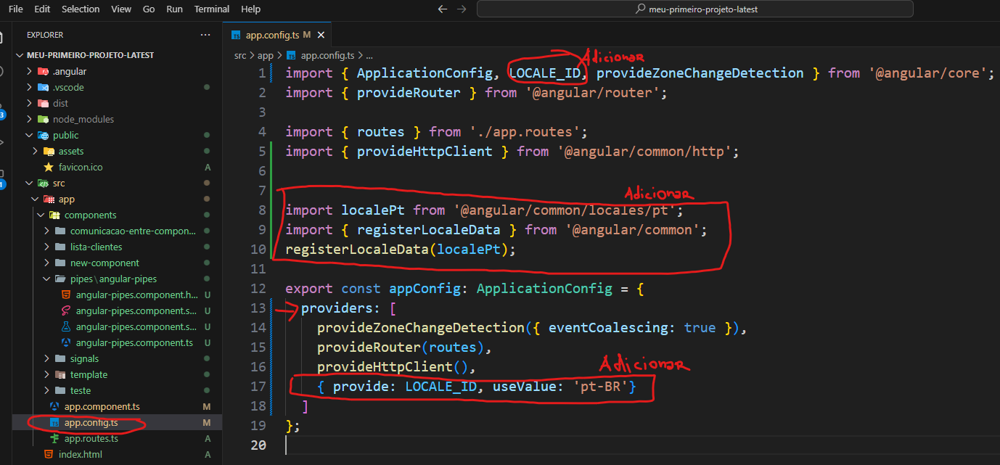 File Edit Selection View Go Run Terminal Help
meu-primeiro-projeto-latest
EXPLORER
MEU-PRIMEIRO-PROJETO-LATEST
.angular
.vscode
dist
node_modules
public
assets
favicon.ico A
src
app
components
comunicacao-entre-compon...
lista-clientes
new-component
pipes\angular-pipes
angular-pipes.component.h... U
angular-pipes.component.s... U
angular-pipes.component.s... U
angular-pipes.component.ts U
signals
template
teste
app.component.ts M
app.config.ts M
app.routes.ts A
index.html A
3
1
app.config.ts M
src > app > app.config.ts > ...
Adicionar
1 import { ApplicationConfig, LOCALE_ID, provideZoneChangeDetection } from '@angular/core';
2 import { provideRouter } from '@angular/router';
3
4 import { routes } from './app.routes';
5 import { provideHttpClient } from '@angular/common/http';
6
7
Adicionar
8 import localePt from '@angular/common/locales/pt';
9 import { registerLocaleData } from '@angular/common';
10 registerLocaleData(localePt);
11
12 export const appConfig: ApplicationConfig = {
13 providers: [
14 provideZoneChangeDetection({ eventCoalescing: true }),
15 provideRouter(routes),
16 provideHttpClient(),
Adicionar
17 { provide: LOCALE_ID, useValue: 'pt-BR'}
18 ]
19 };
20